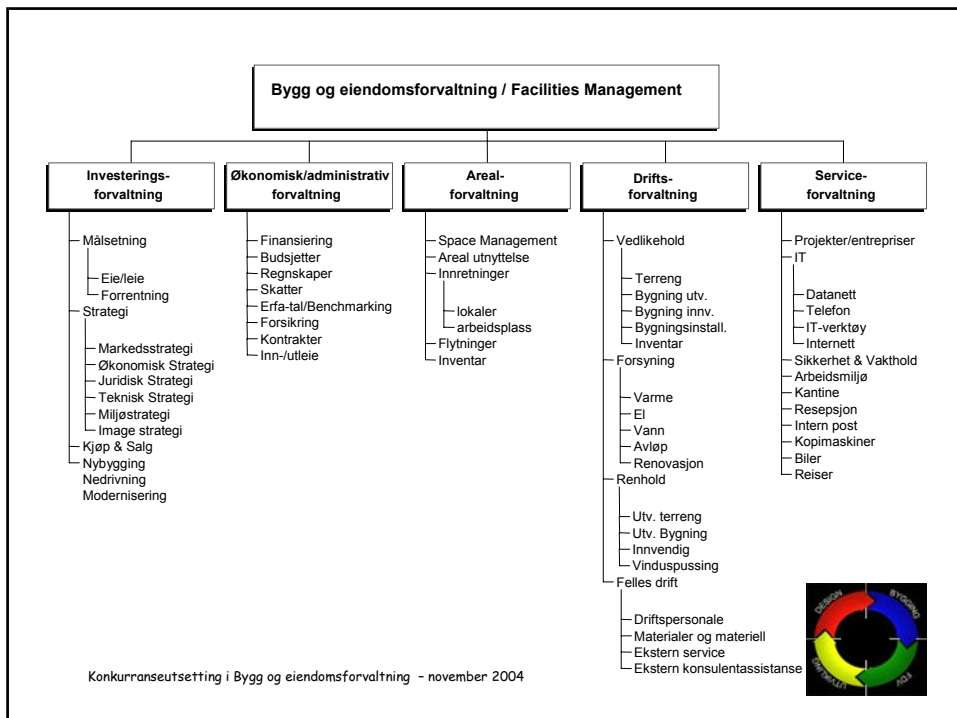 Bygg og eiendomsforvaltning / Facilities Management
Investerings-
forvaltning
Målsetning
Eie/leie
Forrentning
Strategi
Markedsstrategi
Økonomisk Strategi
Juridisk Strategi
Teknisk Strategi
Miljøstrategi
Image strategi
Kjøp & Salg
Nybygging
Nedrivning
Modernisering
Økonomisk/administrativ
forvaltning
Finansiering
Budsjetter
Regnskaper
Skatter
Erfa-tal/Benchmarking
Forsikring
Kontrakter
Inn-/utleie
Areal-
forvaltning
Space Management
Areal utnyttelse
Innretninger
lokaler
arbeidsplass
Flytninger
Inventar
Drifts-
forvaltning
Vedlikehold
Terreng
Bygning utv.
Bygning innv.
Bygningsinstall.
Inventar
Forsyning
Varme
El
Vann
Avløp
Renovasjon
Renhold
Utv. terreng
Utv. Bygning
Innvendig
Vinduspussing
Felles drift
Driftspersonale
Materialer og materiell
Ekstern service
Ekstern konsulentassistanse
Service-
forvaltning
Projekter/entrepriser
IT
Datanett
Telefon
IT-verktøy
Internett
Sikkerhet & Vakthold
Arbeidsmiljø
Kantine
Resepsjon
Intern post
Kopimaskiner
Biler
Reiser
DESIGN
BYGGING
FDV
UTVIKLING
Konkurranseutsetting i Bygg og eiendomsforvaltning – november 2004